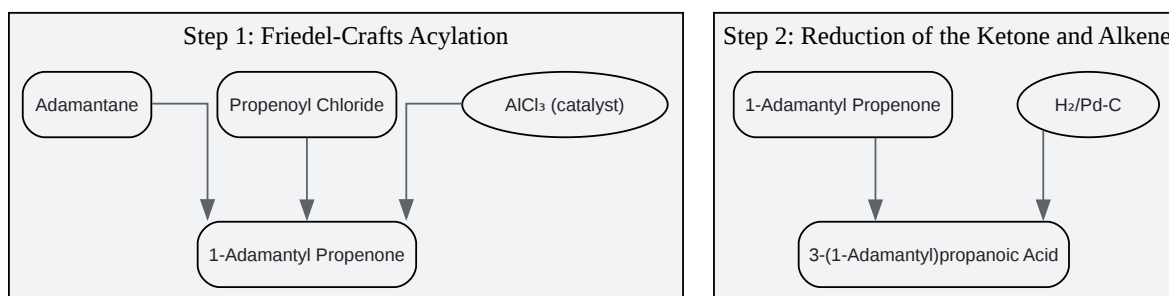 Step 1: Friedel-Crafts Acylation
Adamantane
Propenoyl Chloride
AlCl₃ (catalyst)
1-Adamantyl Propenone
Step 2: Reduction of the Ketone and Alkene
1-Adamantyl Propenone
H₂/Pd-C
3-(1-Adamantyl)propanoic Acid